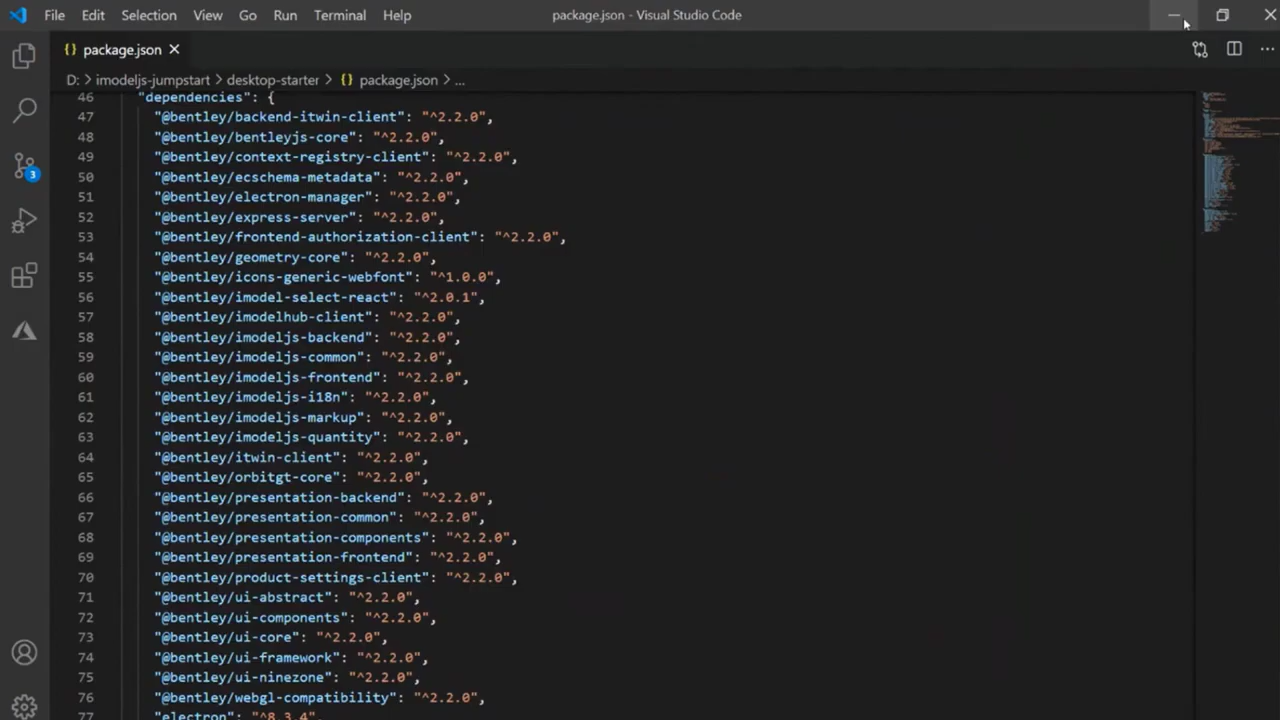 File Edit Selection View Go Run Terminal Help package.json - Visual Studio Code
{} package.json ×
D: > imodeljs-jumpstart > desktop-starter > {} package.json > ...
46 "dependencies": {
47 "@bentley/backend-itwin-client": "^2.2.0",
48 "@bentley/bentleyjs-core": "^2.2.0",
49 "@bentley/context-registry-client": "^2.2.0",
50 "@bentley/ecschema-metadata": "^2.2.0",
51 "@bentley/electron-manager": "^2.2.0",
52 "@bentley/express-server": "^2.2.0",
53 "@bentley/frontend-authorization-client": "^2.2.0",
54 "@bentley/geometry-core": "^2.2.0",
55 "@bentley/icons-generic-webfont": "^1.0.0",
56 "@bentley/imodel-select-react": "^2.0.1",
57 "@bentley/imodelhub-client": "^2.2.0",
58 "@bentley/imodeljs-backend": "^2.2.0",
59 "@bentley/imodeljs-common": "^2.2.0",
60 "@bentley/imodeljs-frontend": "^2.2.0",
61 "@bentley/imodeljs-i18n": "^2.2.0",
62 "@bentley/imodeljs-markup": "^2.2.0",
63 "@bentley/imodeljs-quantity": "^2.2.0",
64 "@bentley/itwin-client": "^2.2.0",
65 "@bentley/orbitgt-core": "^2.2.0",
66 "@bentley/presentation-backend": "^2.2.0",
67 "@bentley/presentation-common": "^2.2.0",
68 "@bentley/presentation-components": "^2.2.0",
69 "@bentley/presentation-frontend": "^2.2.0",
70 "@bentley/product-settings-client": "^2.2.0",
71 "@bentley/ui-abstract": "^2.2.0",
72 "@bentley/ui-components": "^2.2.0",
73 "@bentley/ui-core": "^2.2.0",
74 "@bentley/ui-framework": "^2.2.0",
75 "@bentley/ui-ninezone": "^2.2.0",
76 "@bentley/webgl-compatibility": "^2.2.0",
77 "electron": "^8.3.4",
3